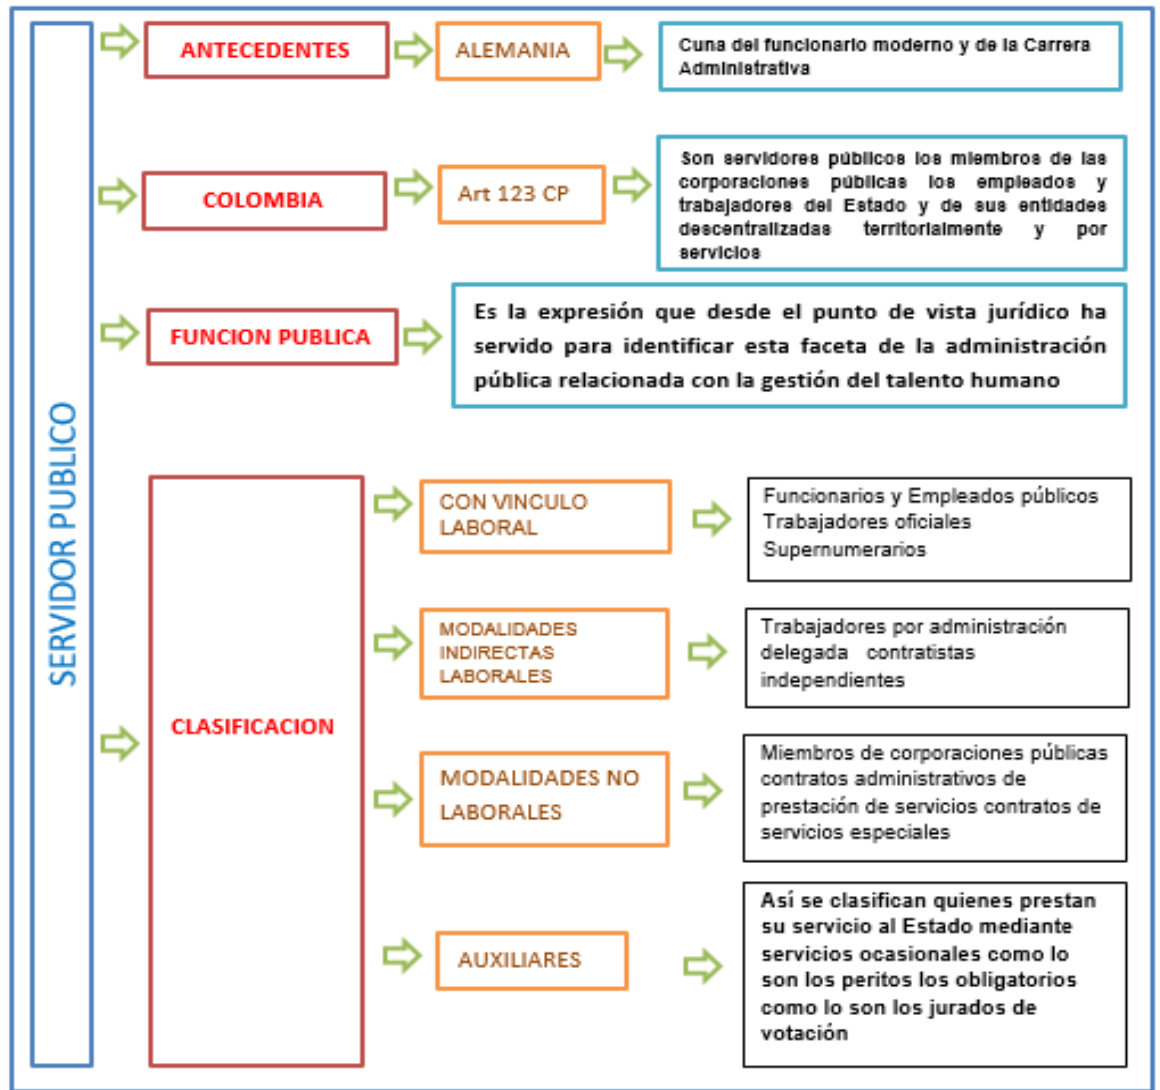 SERVIDOR PUBLICO
ANTECEDENTES
ALEMANIA
Cuna del funcionario moderno y de la Carrera
Administrativa
COLOMBIA
Art 123 CP
Son servidores públicos los miembros de las
corporaciones públicas los empleados y
trabajadores del Estado y de sus entidades
descentralizadas territorialmente y por
servicios
FUNCION PUBLICA
Es la expresión que desde el punto de vista jurídico ha
servido para identificar esta faceta de la administración
pública relacionada con la gestión del talento humano
CLASIFICACION
CON VINCULO
LABORAL
Funcionarios y Empleados públicos
Trabajadores oficiales
Supernumerarios
MODALIDADES
INDIRECTAS
LABORALES
Trabajadores por administración
delegada contratistas
independientes
MODALIDADES NO
LABORALES
Miembros de corporaciones públicas
contratos administrativos de
prestación de servicios contratos de
servicios especiales
AUXILIARES
Así se clasifican quienes prestan
su servicio al Estado mediante
servicios ocasionales como lo
son los peritos los obligatorios
como lo son los jurados de
votación